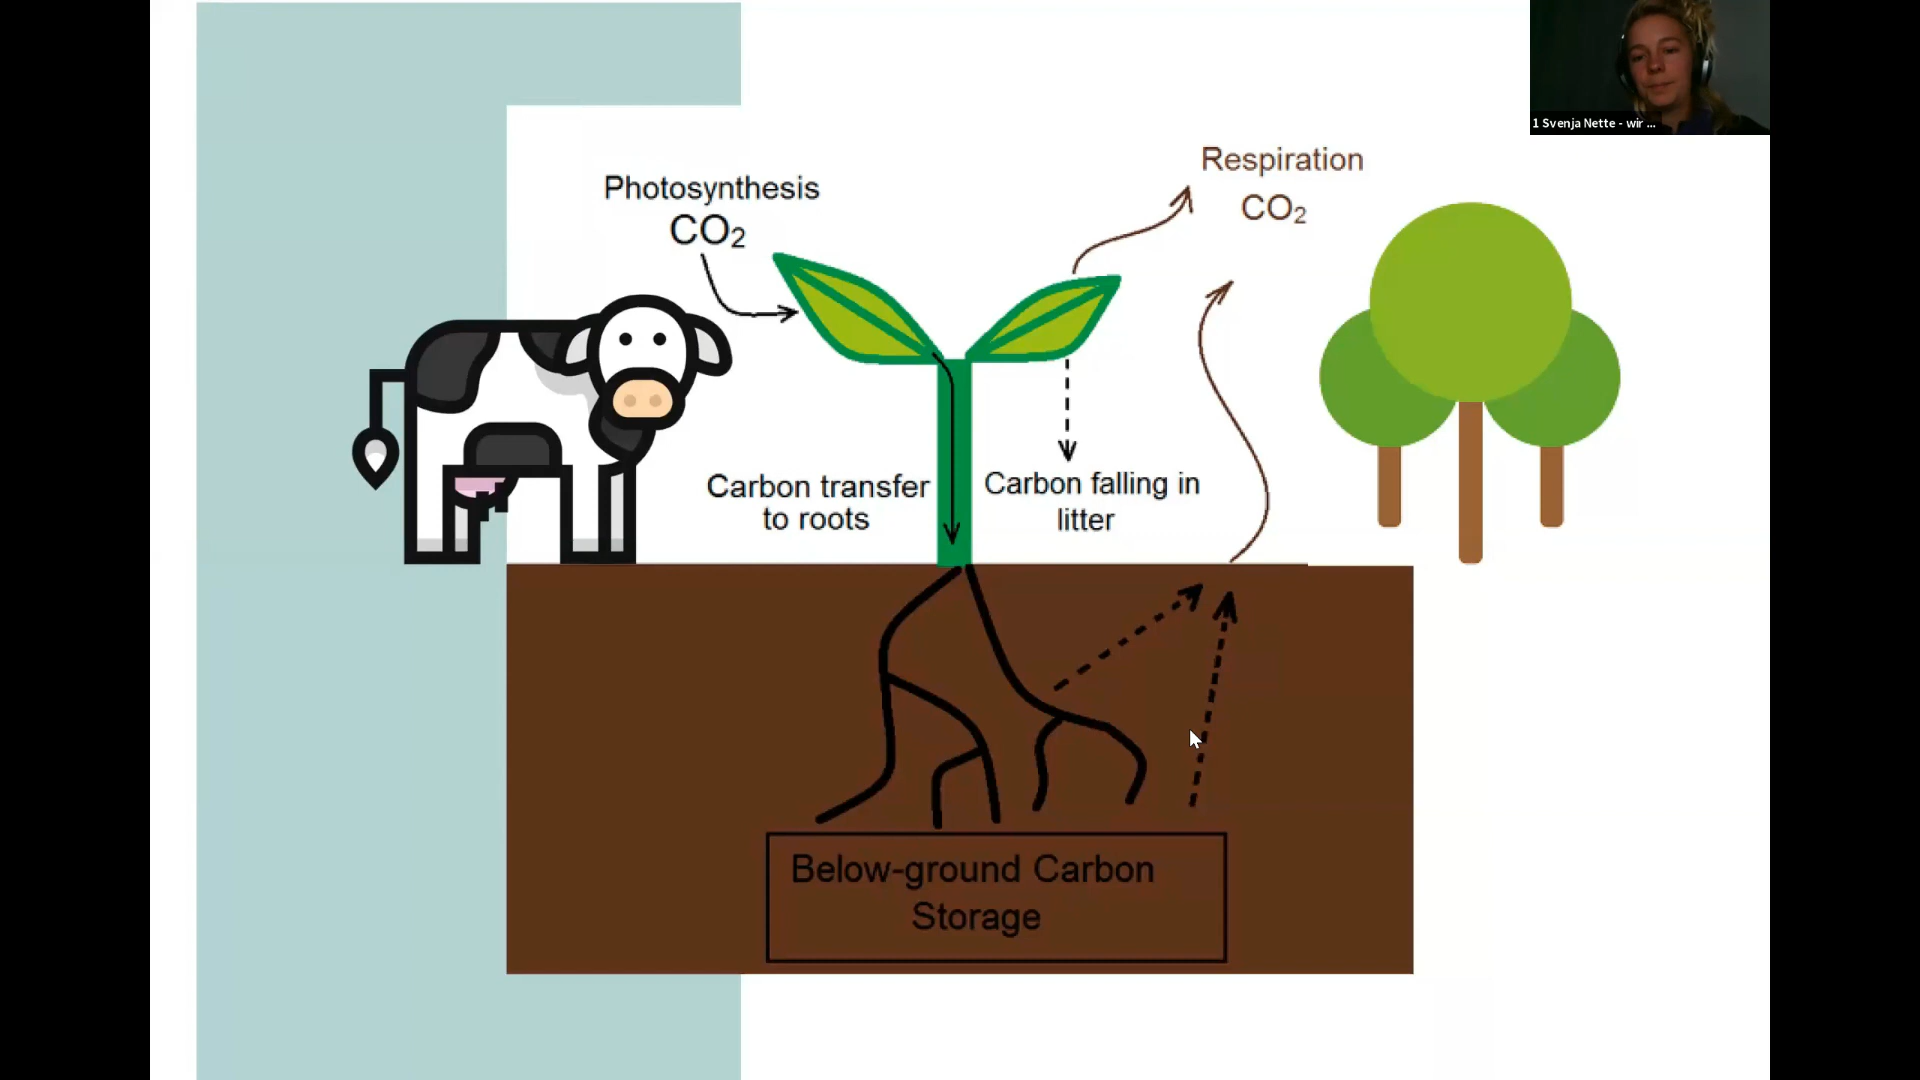 1 Svenja Nette - wir ...
Respiration
CO₂
Photosynthesis
CO₂
Carbon transfer
to roots
Carbon falling in
litter
Below-ground Carbon
Storage